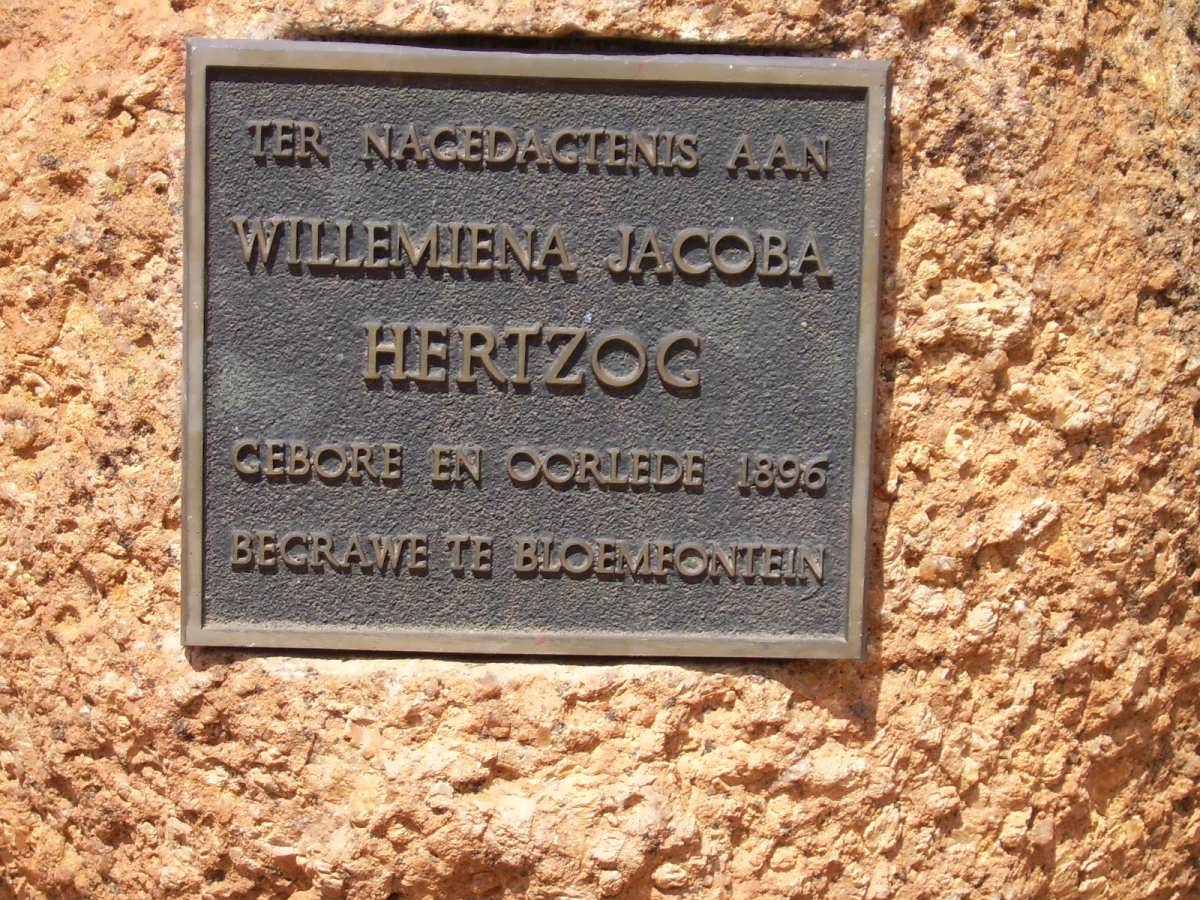 TER NAGEDAGTENIS AAN
WILLEMIENA JACOBA
HERTZOG
GEBORE EN OORLEDE 1896
BEGRAWE TE BLOEMFONTEIN